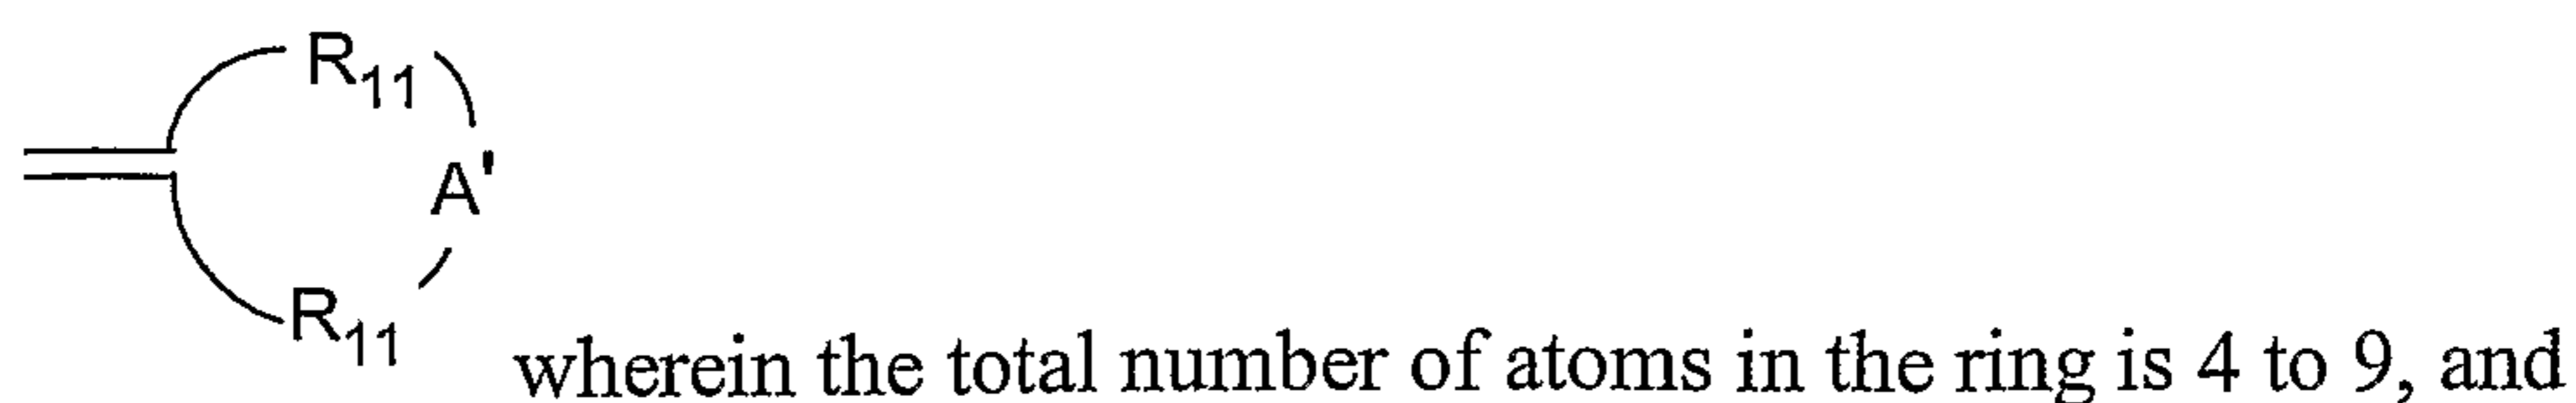 R₁₁
A'
R₁₁
wherein the total number of atoms in the ring is 4 to 9, and